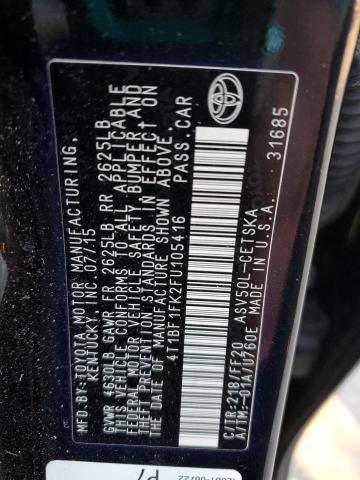 MFD. BY: TOYOTA MOTOR MANUFACTURING,
KENTUCKY, INC. 07/15
GVWR 4630LB GAWR FR 2625LB RR 2625LB
THIS VEHICLE CONFORMS TO ALL APPLICABLE
FEDERAL MOTOR VEHICLE SAFETY, BUMPER AND
THEFT PREVENTION STANDARDS IN EFFECT ON
THE DATE OF MANUFACTURE SHOWN ABOVE.
4T1BF1FK2FU105416 PASS. CAR
C/TR: 218/FF20 ASV50L-CETSKA
A/TM: -01A/U760E MADE IN U.S.A.
31685